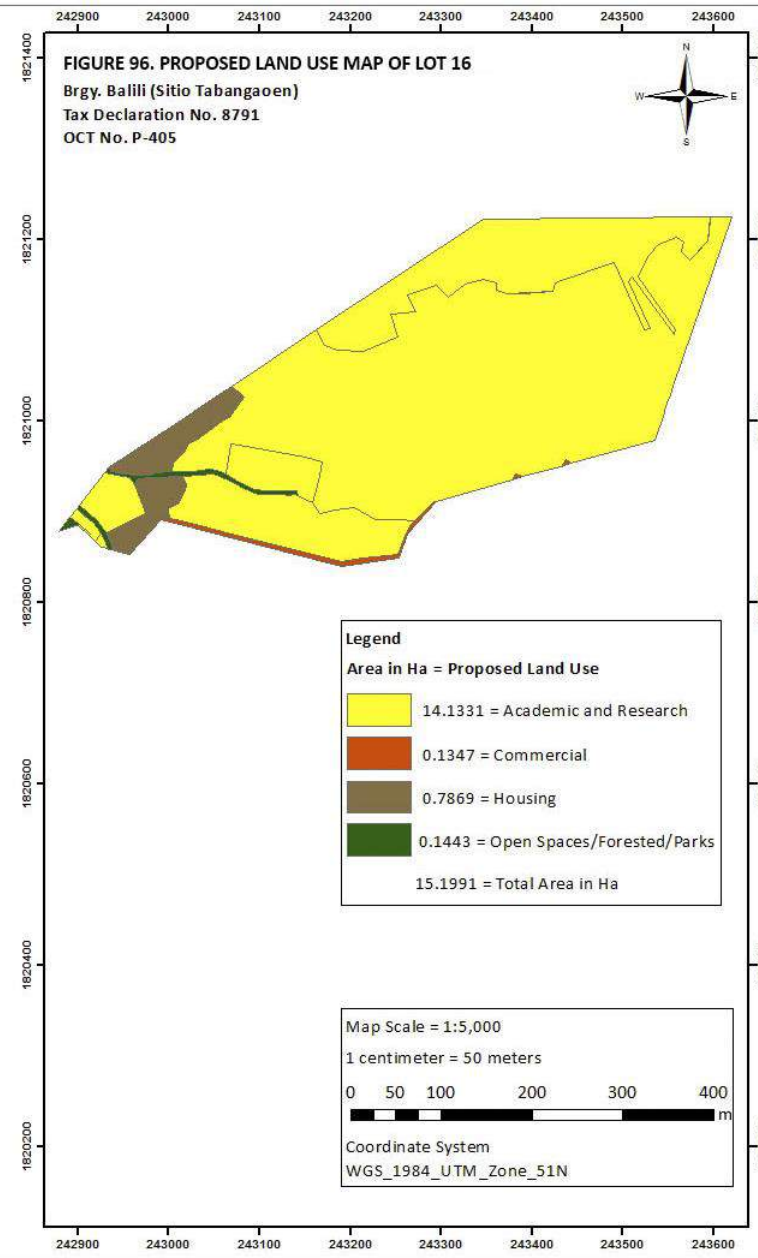 242900 243000 243100 243200 243300 243400 243500 243600
FIGURE 96. PROPOSED LAND USE MAP OF LOT 16
Brgy. Balili (Sitio Tabangaoen)
Tax Declaration No. 8791
OCT No. P-405
N
W E
S
1821400
1821200
1821000
1820800
1820600
1820400
1820200
Legend
Area in Ha = Proposed Land Use
14.1331 = Academic and Research
0.1347 = Commercial
0.7869 = Housing
0.1443 = Open Spaces/Forested/Parks
15.1991 = Total Area in Ha
Map Scale = 1:5,000
1 centimeter = 50 meters
0 50 100 200 300 400
m
Coordinate System
WGS_1984_UTM_Zone_51N
242900 243000 243100 243200 243300 243400 243500 243600